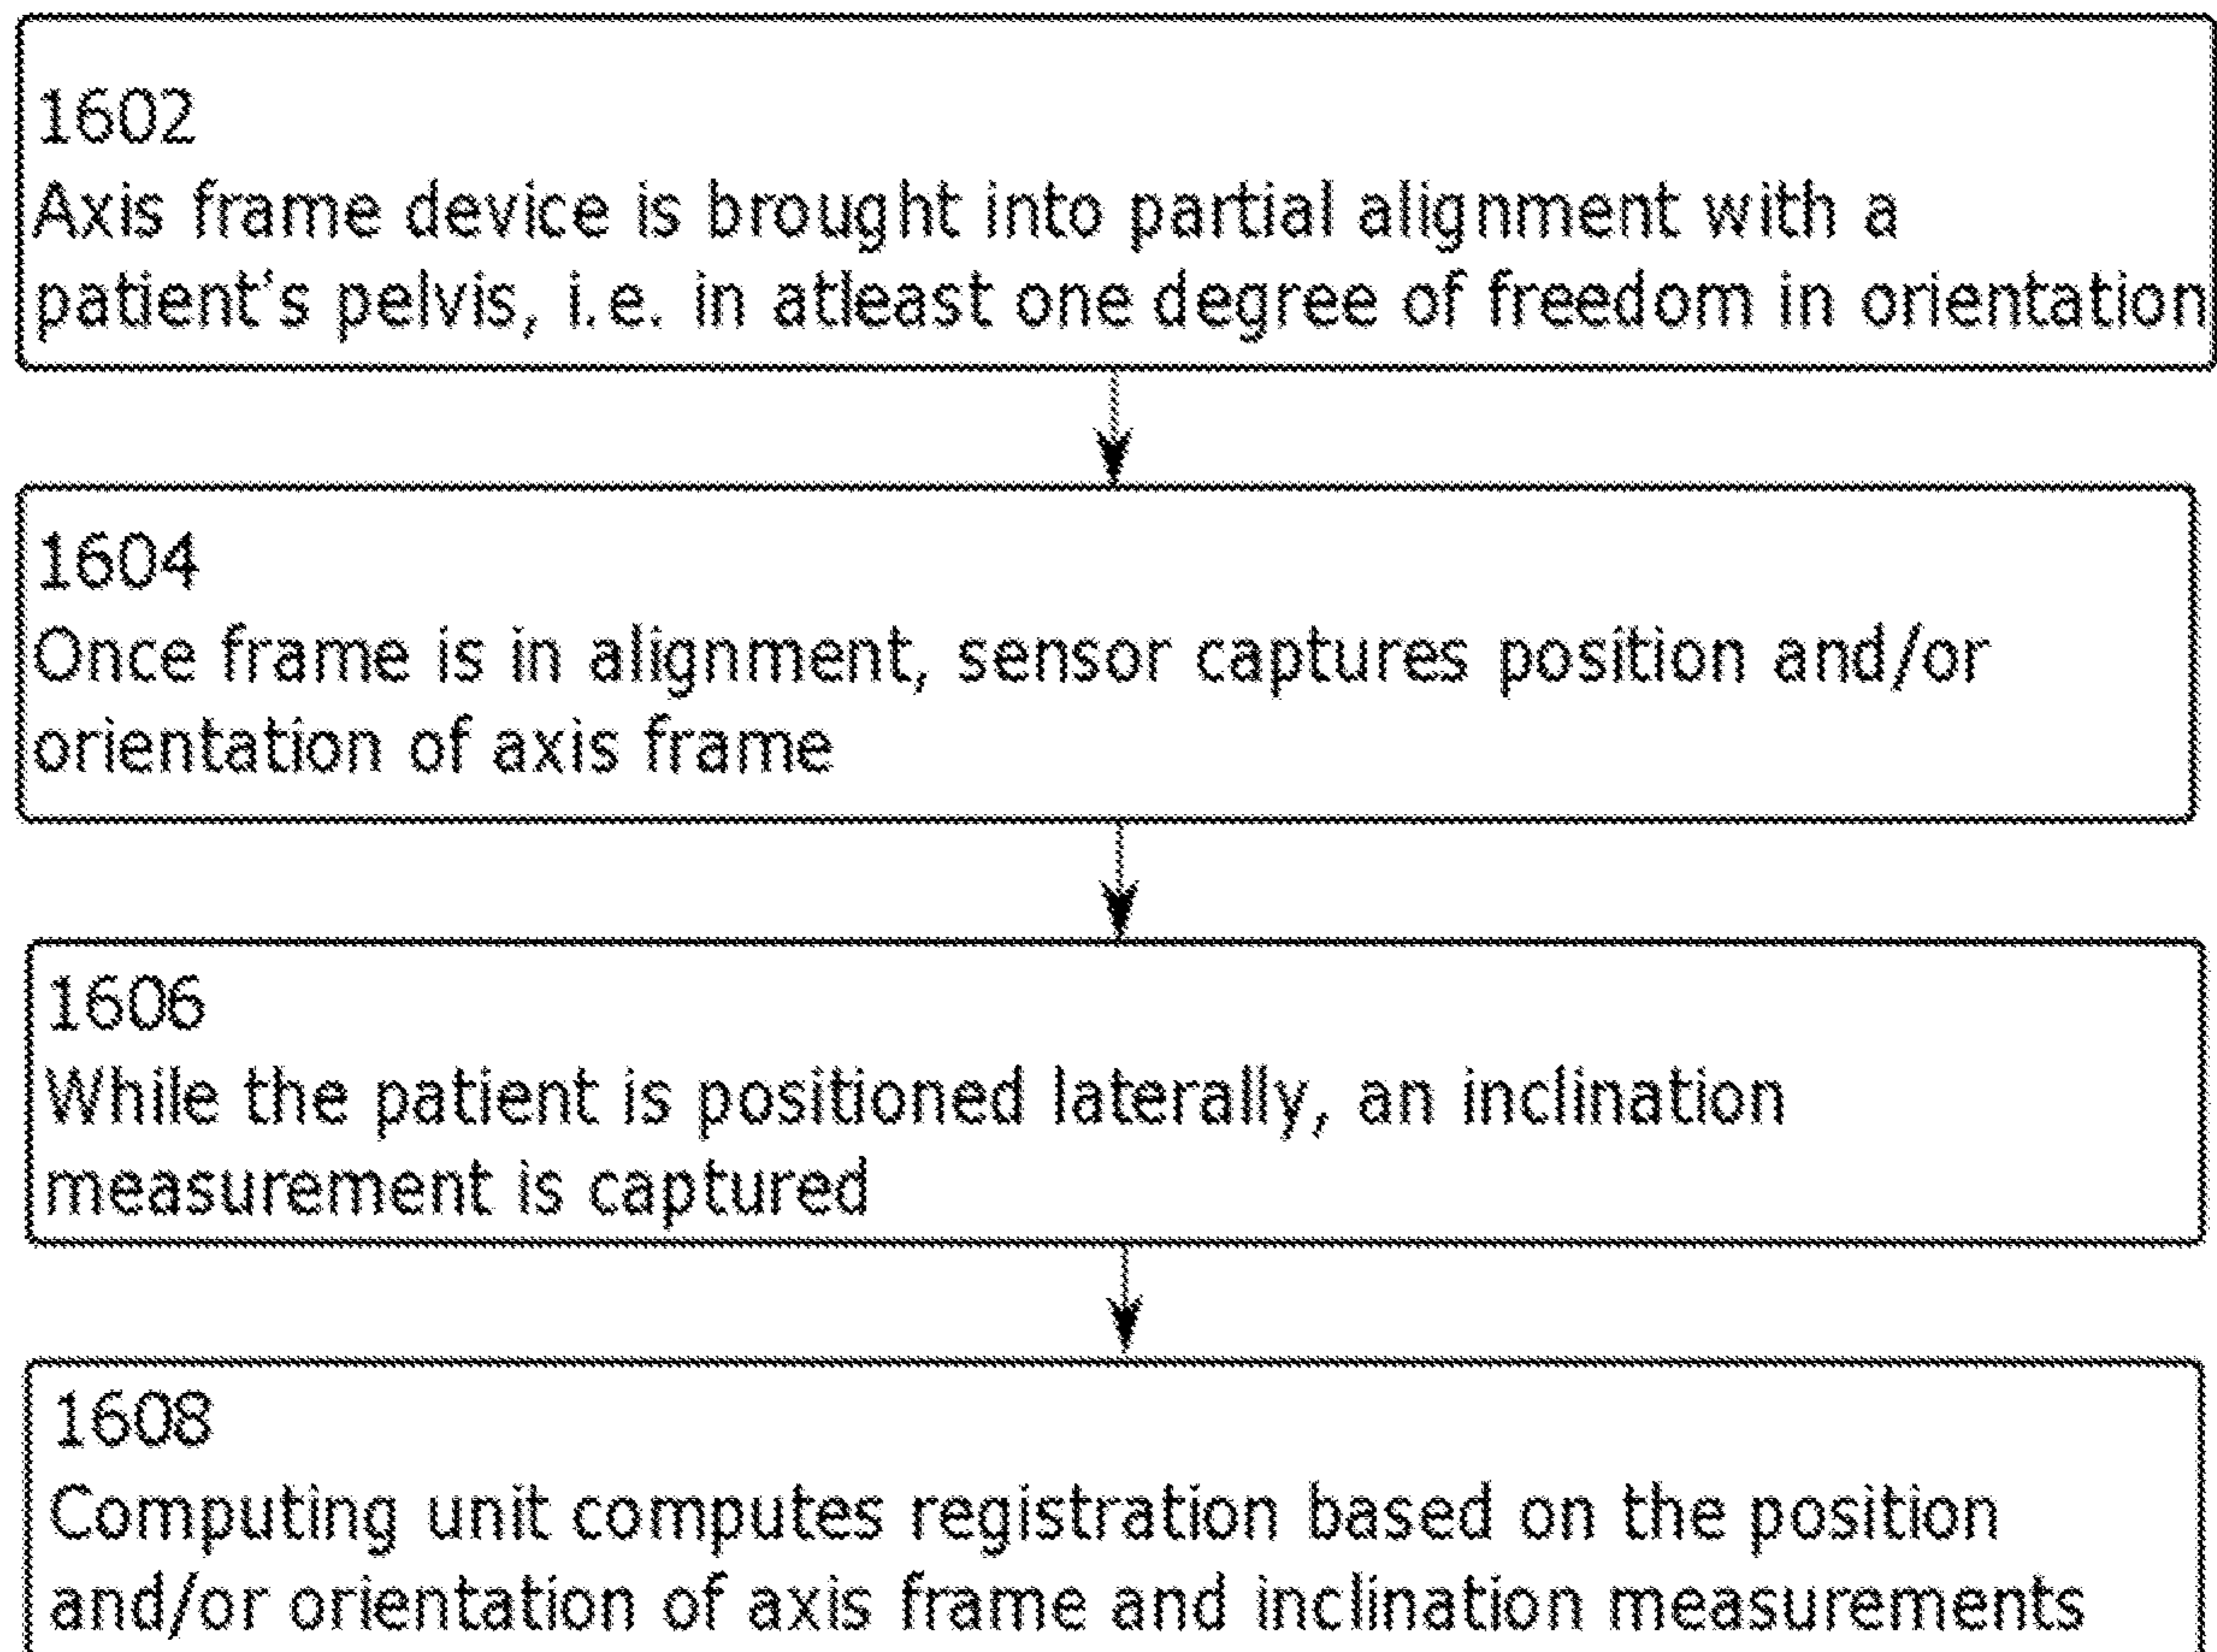 1602
Axis frame device is brought into partial alignment with a
patient's pelvis, i.e. in atleast one degree of freedom in orientation
1604
Once frame is in alignment, sensor captures position and/or
orientation of axis frame
1606
While the patient is positioned laterally, an inclination
measurement is captured
1608
Computing unit computes registration based on the position
and/or orientation of axis frame and inclination measurements